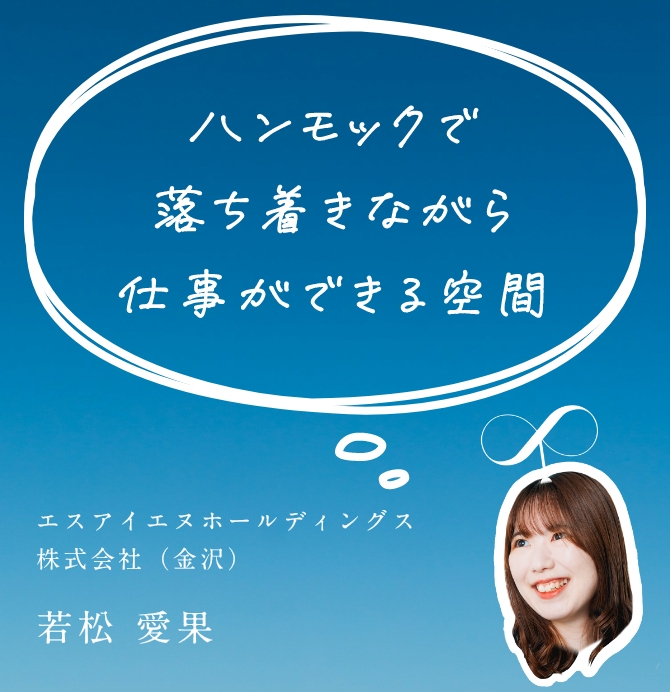 ハンモックで
落ち着きながら
仕事ができる空間
エスアイエヌホールディングス
株式会社（金沢）
若松 愛果